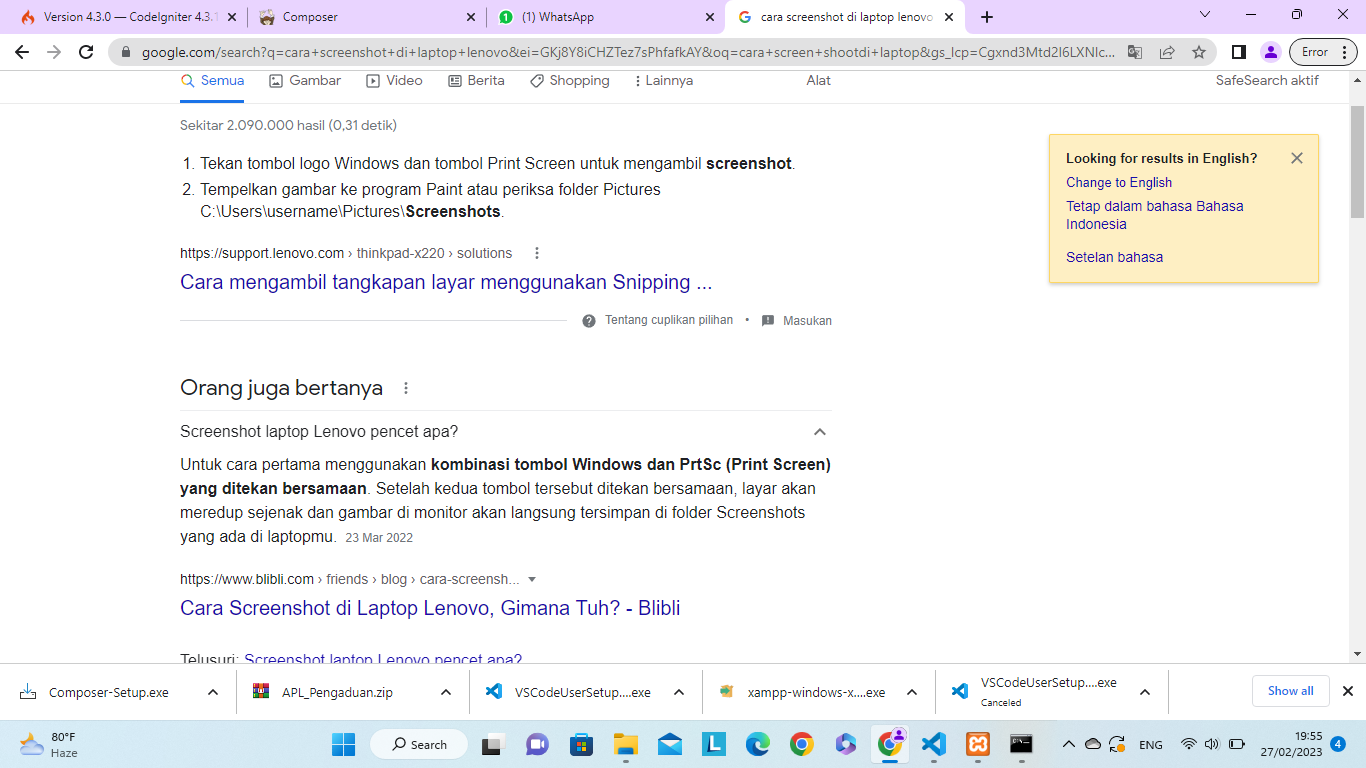 Version 4.3.0 — CodeIgniter 4.3.1
Composer
(1) WhatsApp
cara screenshot di laptop lenovo
google.com/search?q=cara+screenshot+di+laptop+lenovo&ei=GKj8Y8iCHZTez7sPhfafkAY&oq=cara+screen+shootdi+laptop&gs_lcp=Cgxnd3Mtd2l6LXNlc...
Error
Semua
Gambar
Video
Berita
Shopping
Lainnya
Alat
SafeSearch aktif
Sekitar 2.090.000 hasil (0,31 detik)
1. Tekan tombol logo Windows dan tombol Print Screen untuk mengambil screenshot.
2. Tempelkan gambar ke program Paint atau periksa folder Pictures
C:\Users\username\Pictures\Screenshots.
https://support.lenovo.com › thinkpad-x220 › solutions
Cara mengambil tangkapan layar menggunakan Snipping ...
Tentang cuplikan pilihan • Masukan
Looking for results in English?
Change to English
Tetap dalam bahasa Bahasa
Indonesia
Setelan bahasa
Orang juga bertanya
Screenshot laptop Lenovo pencet apa?
Untuk cara pertama menggunakan kombinasi tombol Windows dan PrtSc (Print Screen)
yang ditekan bersamaan. Setelah kedua tombol tersebut ditekan bersamaan, layar akan
meredup sejenak dan gambar di monitor akan langsung tersimpan di folder Screenshots
yang ada di laptopmu. 23 Mar 2022
https://www.blibli.com › friends › blog › cara-screensh...
Cara Screenshot di Laptop Lenovo, Gimana Tuh? - Blibli
Telusuri: Screenshot laptop Lenovo pencet apa?
Composer-Setup.exe
APL_Pengaduan.zip
VSCodeUserSetup....exe
xampp-windows-x....exe
VSCodeUserSetup....exe
Canceled
Show all
80°F
Haze
Search
ENG
19:55
27/02/2023
4